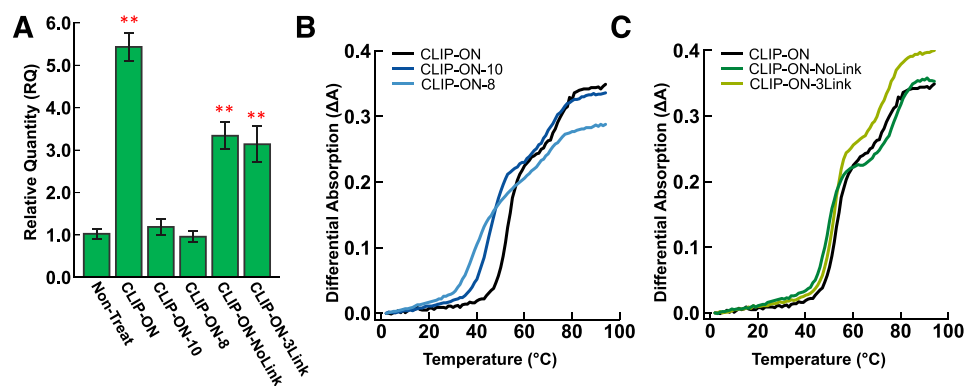 A
Relative Quantity (RQ)
6.0
5.0
4.0
3.0
2.0
1.0
0.0
**
**
**
Non-Treat
CLIP-ON
CLIP-ON-10
CLIP-ON-8
CLIP-ON-NoLink
CLIP-ON-3Link
B
Differential Absorption (ΔA)
0.4
0.3
0.2
0.1
0.0
CLIP-ON
CLIP-ON-10
CLIP-ON-8
0 20 40 60 80 100
Temperature (°C)
C
Differential Absorption (ΔA)
0.4
0.3
0.2
0.1
0.0
CLIP-ON
CLIP-ON-NoLink
CLIP-ON-3Link
0 20 40 60 80 100
Temperature (°C)